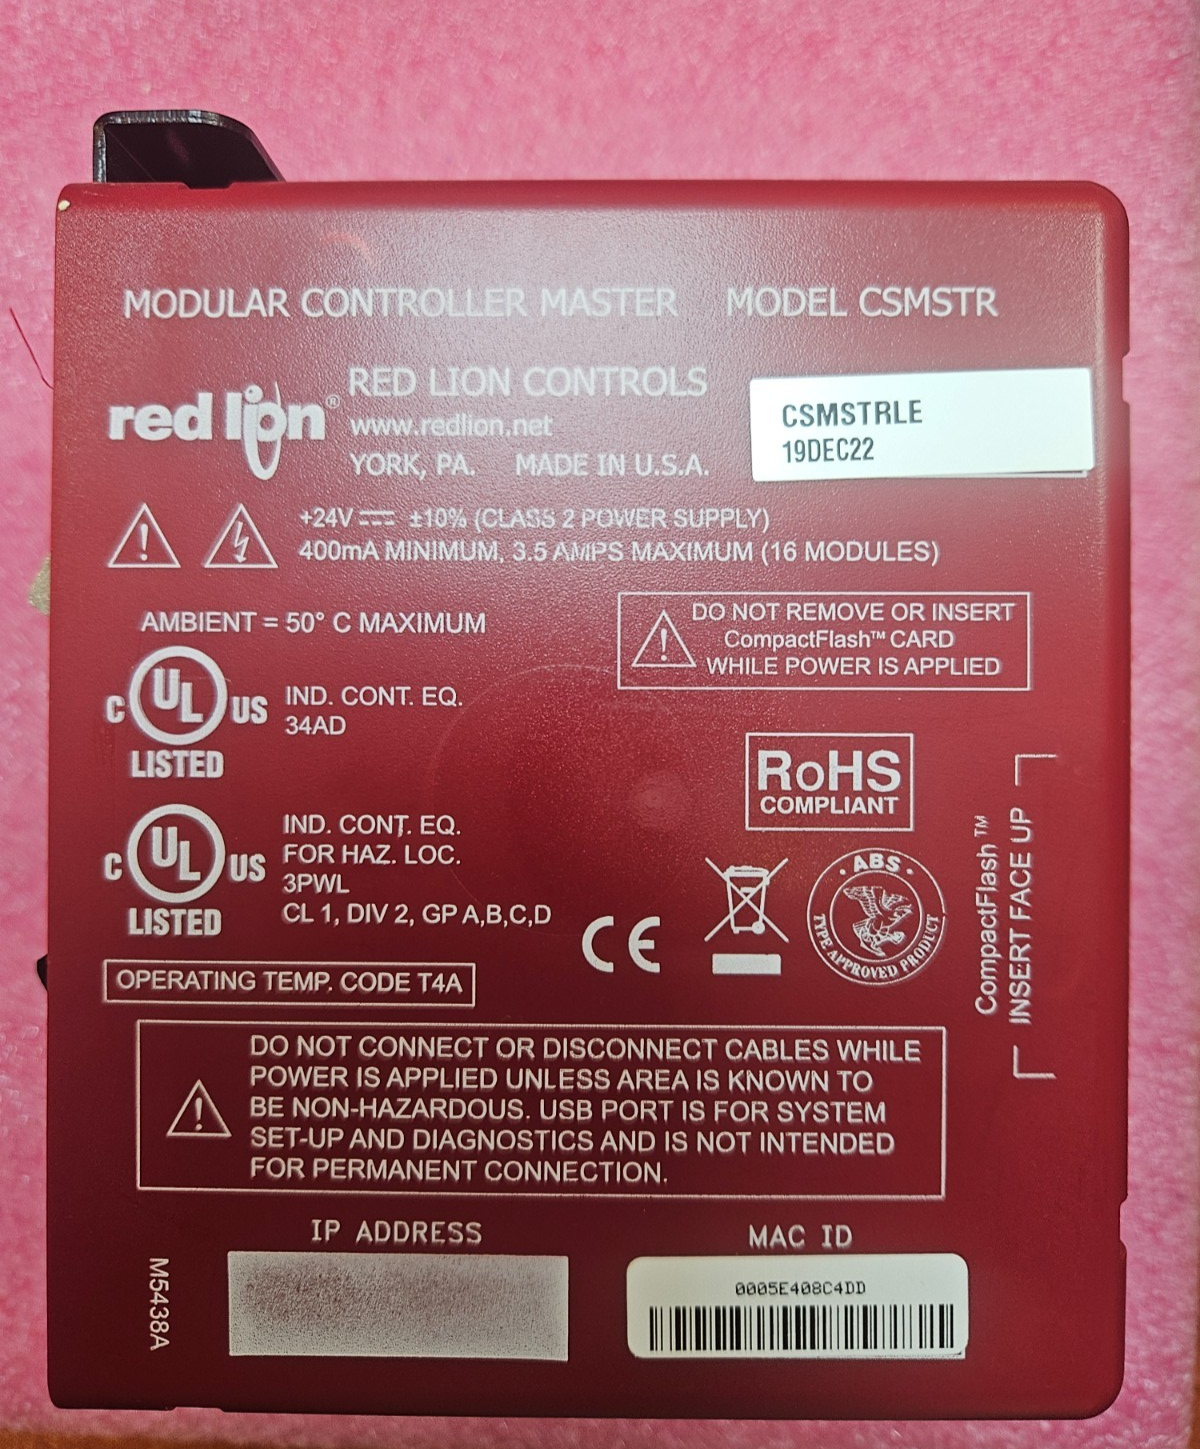 MODULAR CONTROLLER MASTER MODEL CSMSTR
red lion®
RED LION CONTROLS
www.redlion.net
YORK, PA. MADE IN U.S.A.
CSMSTRLE
19DEC22
+24V ⎓ ±10% (CLASS 2 POWER SUPPLY)
400mA MINIMUM, 3.5 AMPS MAXIMUM (16 MODULES)
AMBIENT = 50° C MAXIMUM
DO NOT REMOVE OR INSERT
CompactFlash™ CARD
WHILE POWER IS APPLIED
C UL US
LISTED
IND. CONT. EQ.
34AD
RoHS
COMPLIANT
C UL US
LISTED
IND. CONT. EQ.
FOR HAZ. LOC.
3PWL
CL 1, DIV 2, GP A,B,C,D
CE
ABS
TYPE APPROVED PRODUCT
CompactFlash™
INSERT FACE UP
OPERATING TEMP. CODE T4A
DO NOT CONNECT OR DISCONNECT CABLES WHILE
POWER IS APPLIED UNLESS AREA IS KNOWN TO
BE NON-HAZARDOUS. USB PORT IS FOR SYSTEM
SET-UP AND DIAGNOSTICS AND IS NOT INTENDED
FOR PERMANENT CONNECTION.
IP ADDRESS
MAC ID
0005E408C4DD
M5438A